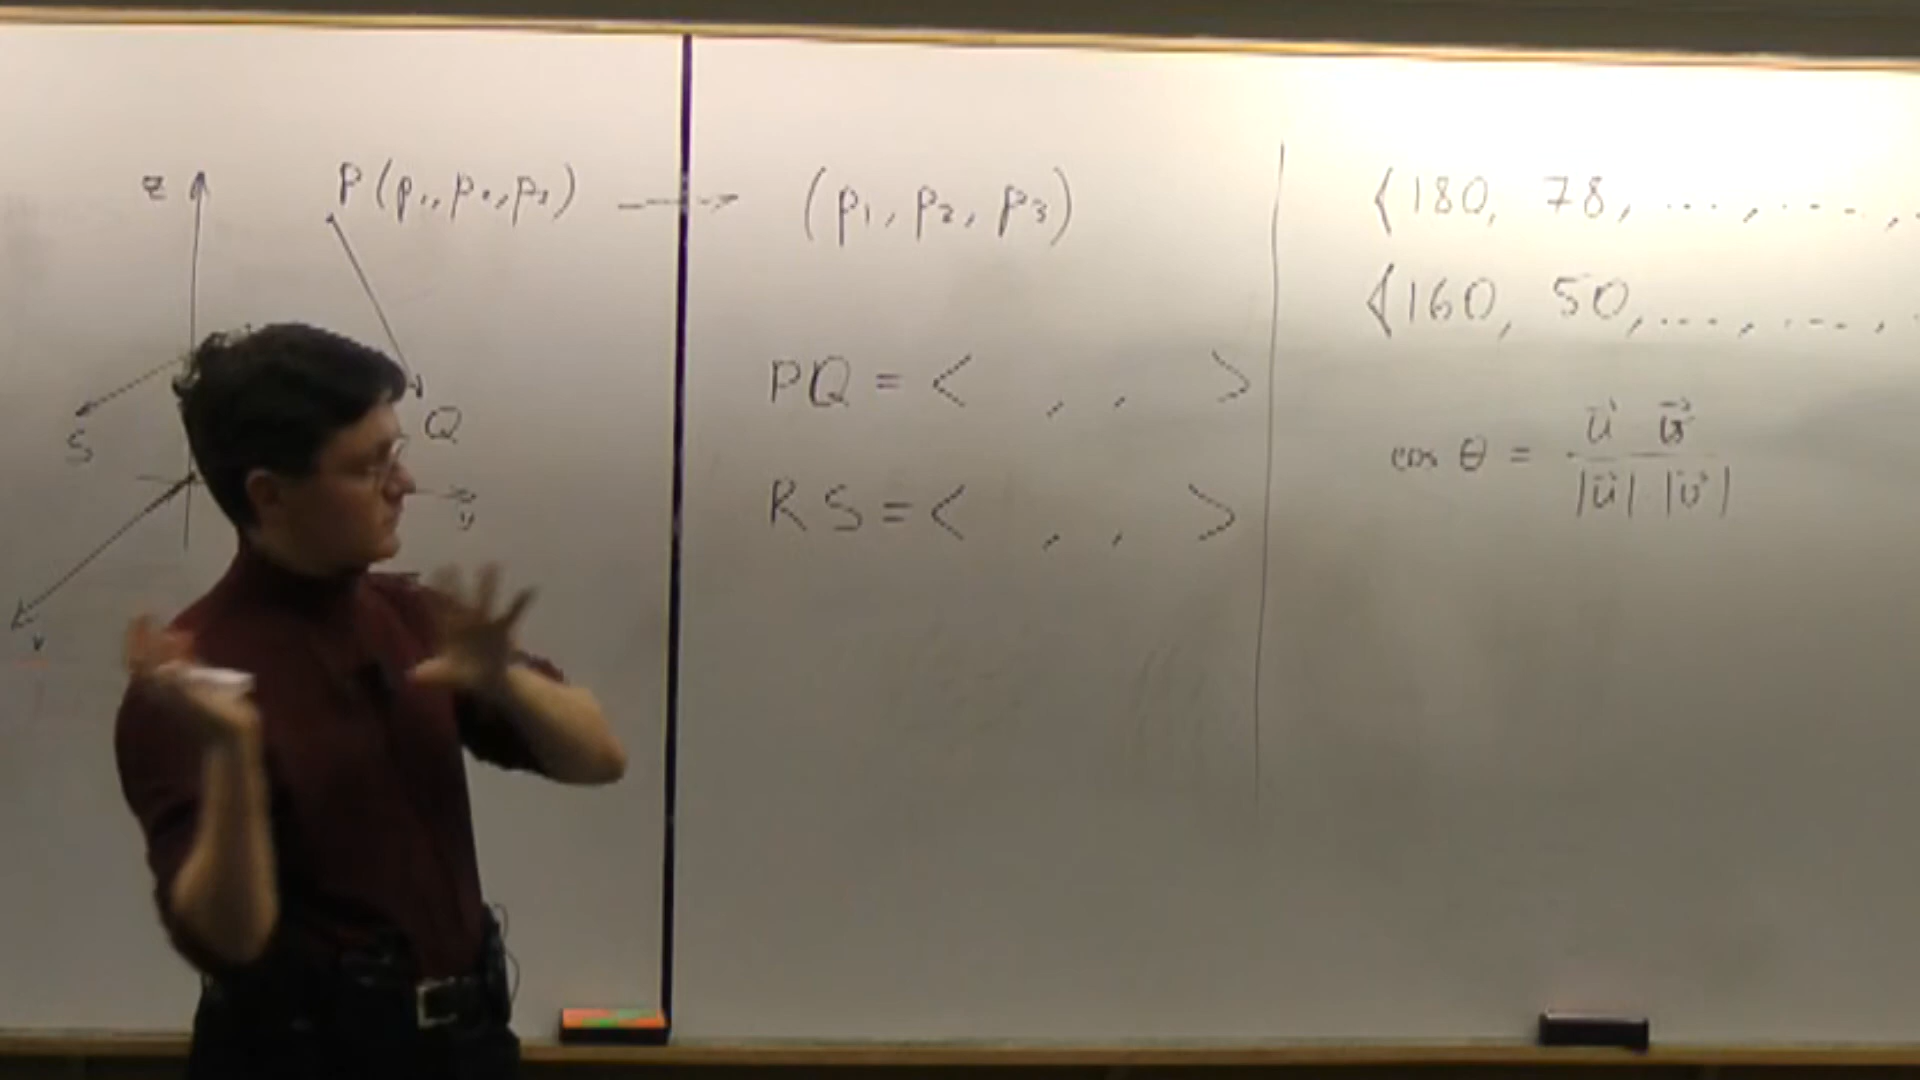 z
P(p₁,p₂,p₃)
S
Q
y
(p₁, p₂, p₃)
PQ = < , , >
RS = < , , >
⟨180, 78, ..., ...,
⟨160, 50, ..., ...,
cos θ = u⃗ · v⃗ / |u⃗| · |v⃗|